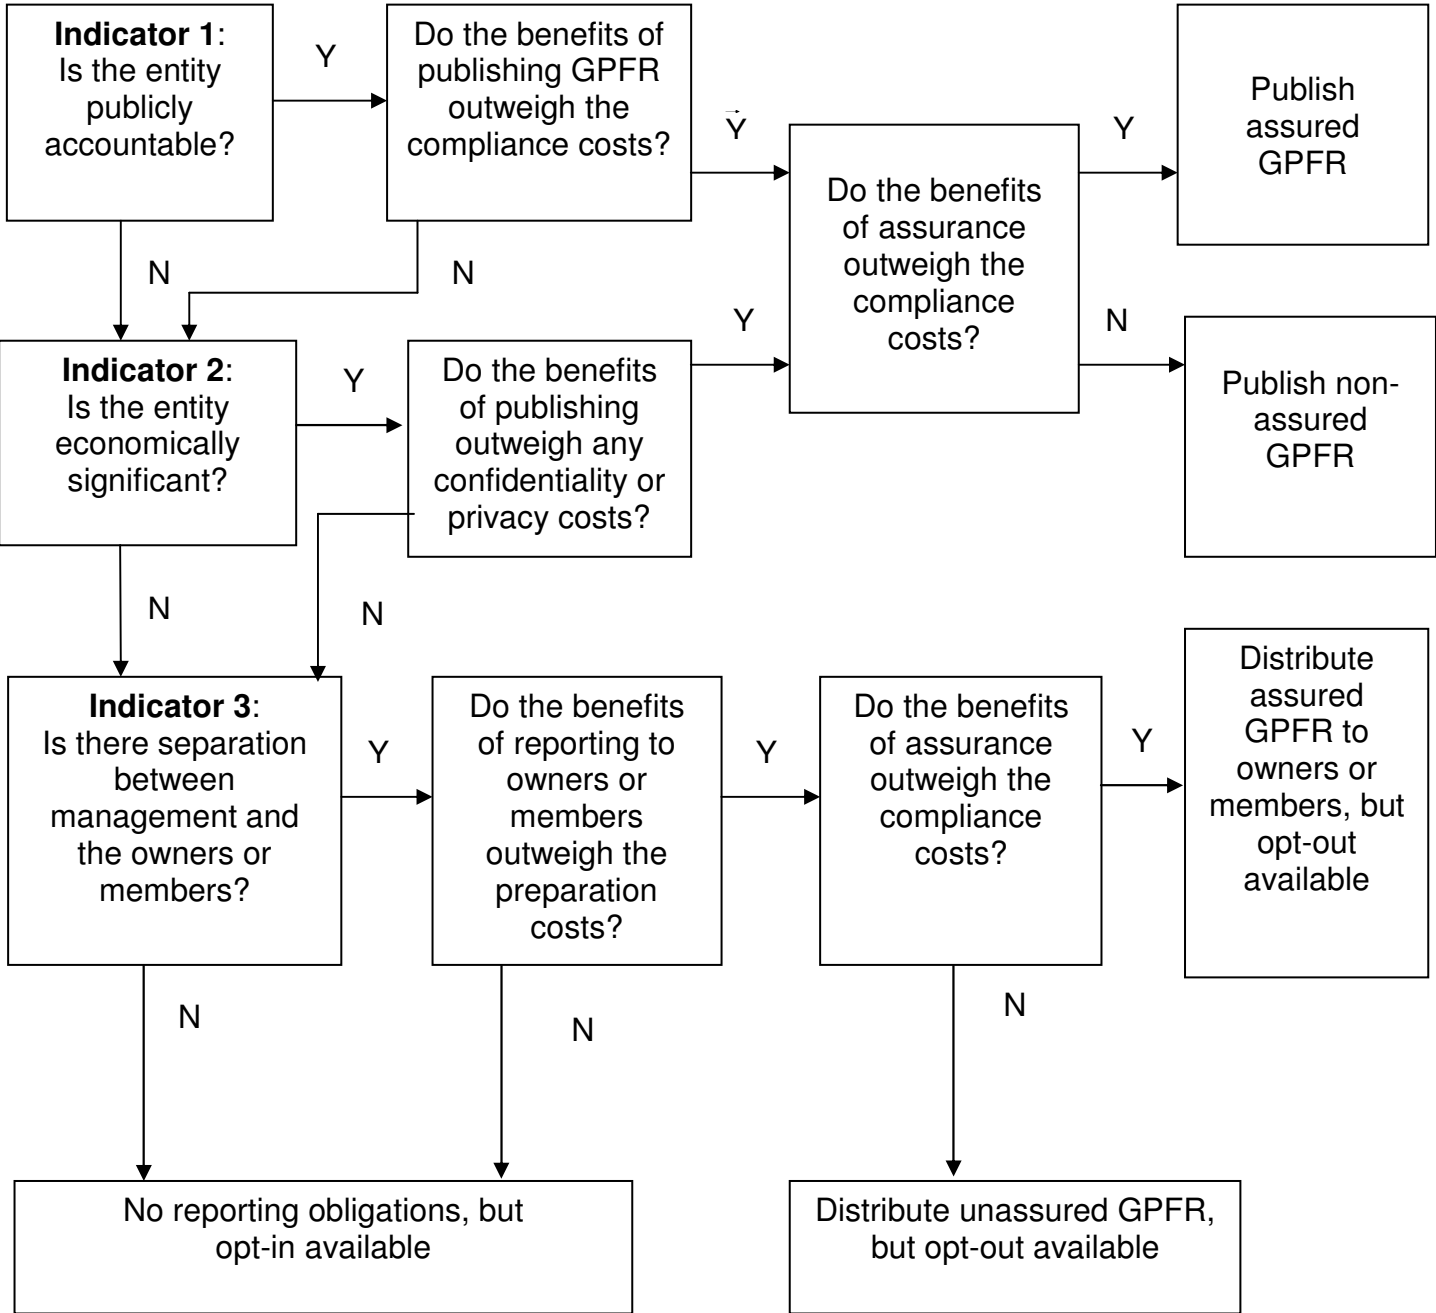 Indicator 1:
Is the entity
publicly
accountable?
Y
Do the benefits of
publishing GPFR
outweigh the
compliance costs?
Y
Do the benefits
of assurance
outweigh the
compliance
costs?
Y
Publish
assured
GPFR
N
N
Y
N
Publish non-
assured
GPFR
Indicator 2:
Is the entity
economically
significant?
Y
Do the benefits
of publishing
outweigh any
confidentiality or
privacy costs?
N
N
Indicator 3:
Is there separation
between
management and
the owners or
members?
Y
Do the benefits
of reporting to
owners or
members
outweigh the
preparation
costs?
Y
Do the benefits
of assurance
outweigh the
compliance
costs?
Y
Distribute
assured
GPFR to
owners or
members, but
opt-out
available
N
N
N
No reporting obligations, but
opt-in available
Distribute unassured GPFR,
but opt-out available